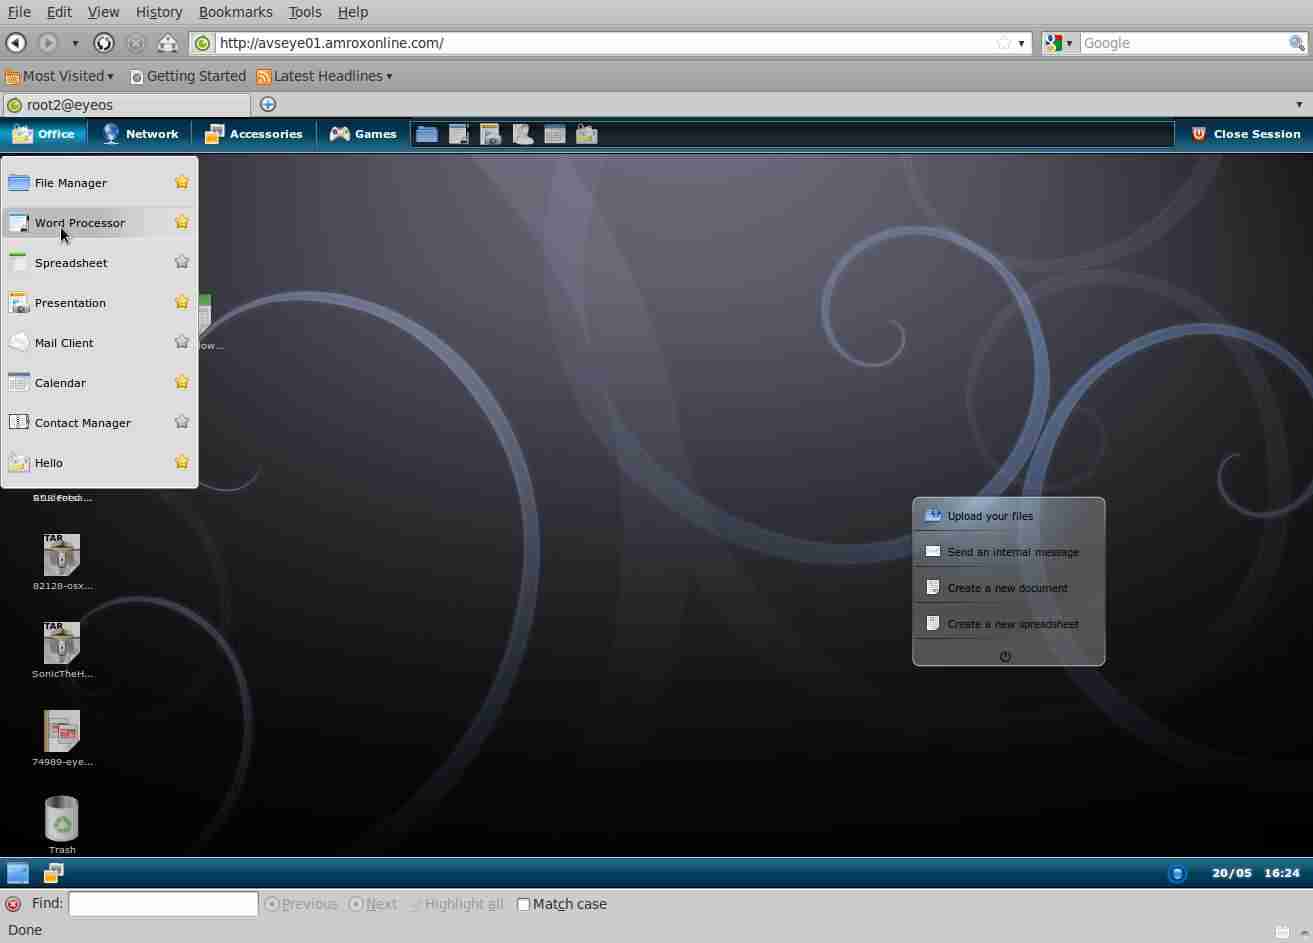 File Edit View History Bookmarks Tools Help
http://avseye01.amroxonline.com/
Google
Most Visited Getting Started Latest Headlines
root2@eyeos
Office Network Accessories Games Close Session
File Manager
Word Processor
Spreadsheet
Presentation
Mail Client
Calendar
Contact Manager
Hello
ow...
TAR
82128-osx...
TAR
SonicTheH...
74989-eye...
Trash
Upload your files
Send an internal message
Create a new document
Create a new spreadsheet
20/05 16:24
Find: Previous Next Highlight all Match case
Done